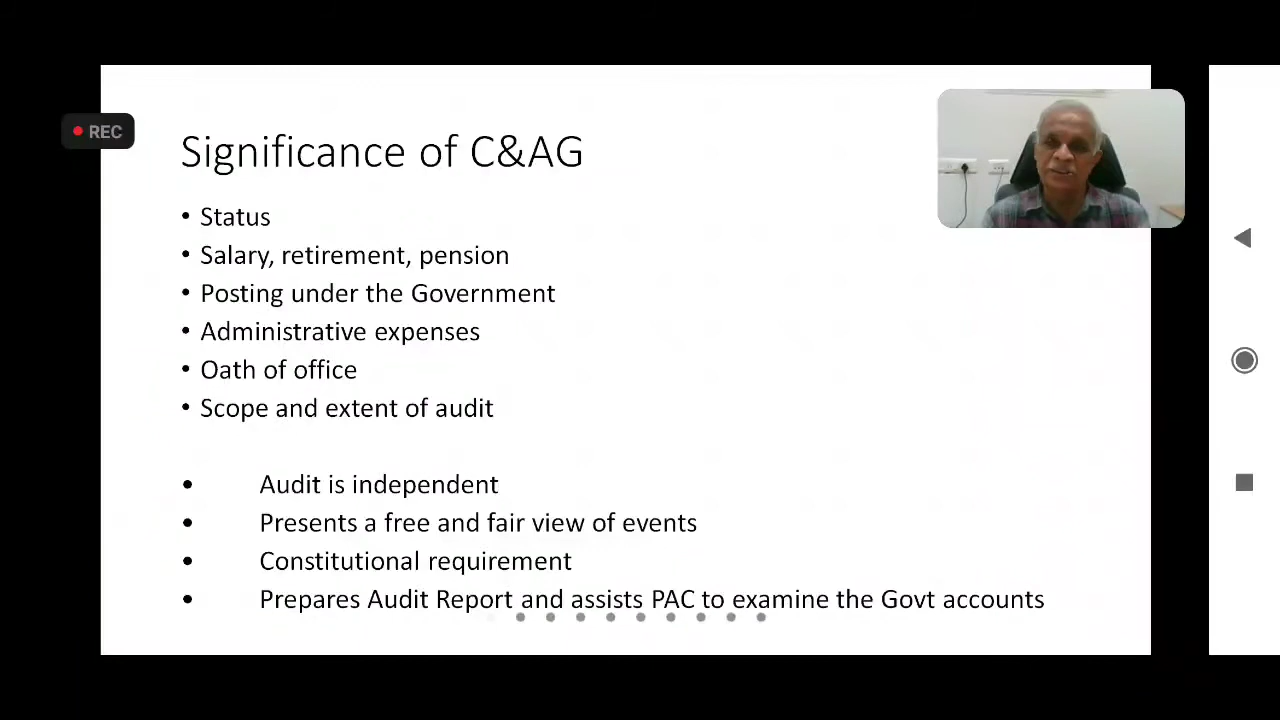 REC
Significance of C&AG
• Status
• Salary, retirement, pension
• Posting under the Government
• Administrative expenses
• Oath of office
• Scope and extent of audit
• Audit is independent
• Presents a free and fair view of events
• Constitutional requirement
• Prepares Audit Report and assists PAC to examine the Govt accounts